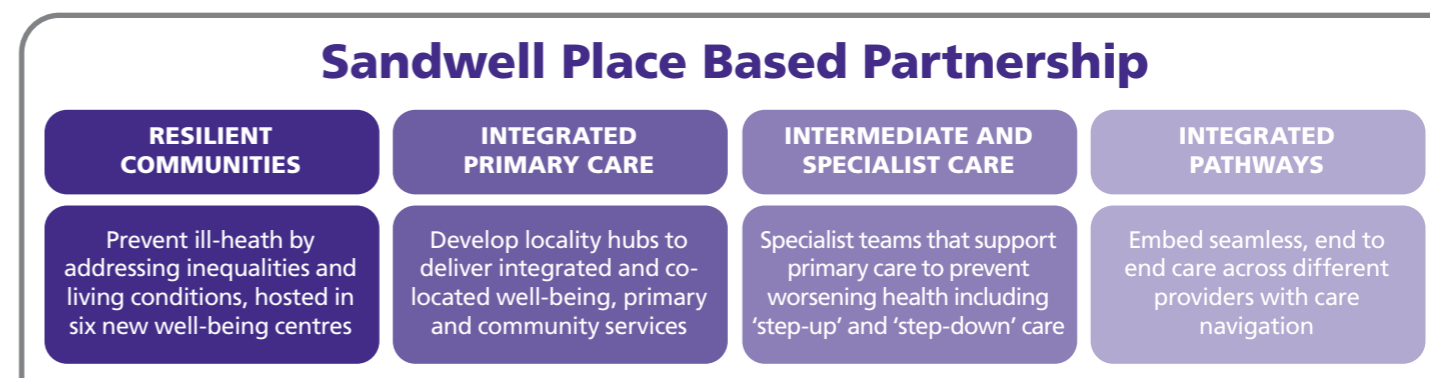 Sandwell Place Based Partnership
RESILIENT
COMMUNITIES
INTEGRATED
PRIMARY CARE
INTERMEDIATE AND
SPECIALIST CARE
INTEGRATED
PATHWAYS
Prevent ill-heath by
addressing inequalities and
living conditions, hosted in
six new well-being centres
Develop locality hubs to
deliver integrated and co-
located well-being, primary
and community services
Specialist teams that support
primary care to prevent
worsening health including
‘step-up’ and ‘step-down’ care
Embed seamless, end to
end care across different
providers with care
navigation